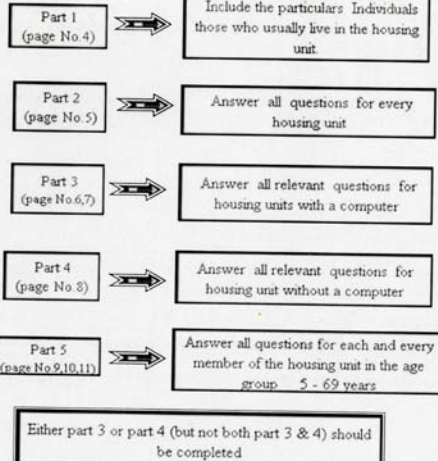 Part 1
(page No.4)
Include the particulars Individuals
those who usually live in the housing
unit.
Part 2
(page No.5)
Answer all questions for every
housing unit
Part 3
(page No.6,7)
Answer all relevant questions for
housing units with a computer
Part 4
(page No.8)
Answer all relevant questions for
housing unit without a computer
Part 5
(page No.9,10,11)
Answer all questions for each and every
member of the housing unit in the age
group 5 - 69 years
Either part 3 or part 4 (but not both part 3 & 4) should
be completed